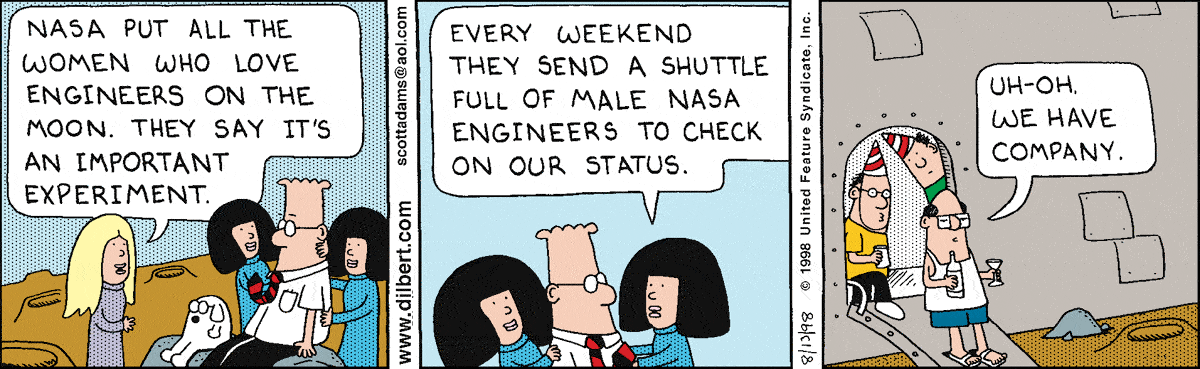 NASA PUT ALL THE
WOMEN WHO LOVE
ENGINEERS ON THE
MOON. THEY SAY IT'S
AN IMPORTANT
EXPERIMENT.
www.dilbert.com scottadams@aol.com
EVERY WEEKEND
THEY SEND A SHUTTLE
FULL OF MALE NASA
ENGINEERS TO CHECK
ON OUR STATUS.
8/13/98 © 1998 United Feature Syndicate, Inc.
UH-OH.
WE HAVE
COMPANY.